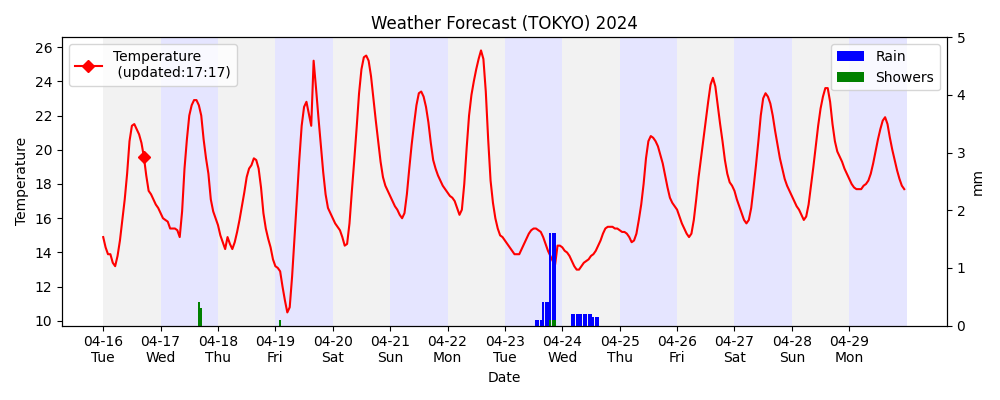 Weather Forecast (TOKYO) 2024
Temperature
(updated:17:17)
Rain
Showers
Temperature
26
24
22
20
18
16
14
12
10
5
4
3
2
1
0
mm
04-16 04-17 04-18 04-19 04-20 04-21 04-22 04-23 04-24 04-25 04-26 04-27 04-28 04-29
Tue Wed Thu Fri Sat Sun Mon Tue Wed Thu Fri Sat Sun Mon
Date